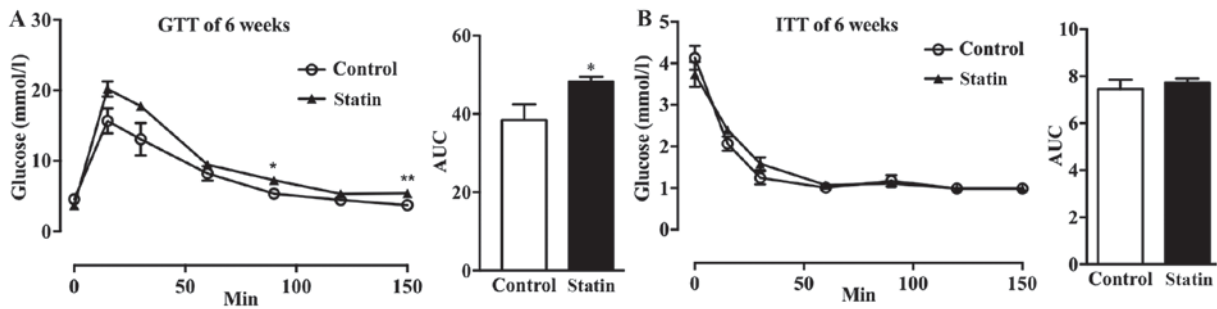 A
GTT of 6 weeks
Glucose (mmol/l)
30
20
10
0
Control
Statin
*
**
0
50
100
150
Min
AUC
60
40
20
0
*
Control
Statin
B
ITT of 6 weeks
Glucose (mmol/l)
5
4
3
2
1
0
Control
Statin
0
50
100
150
Min
AUC
10
8
6
4
2
0
Control
Statin